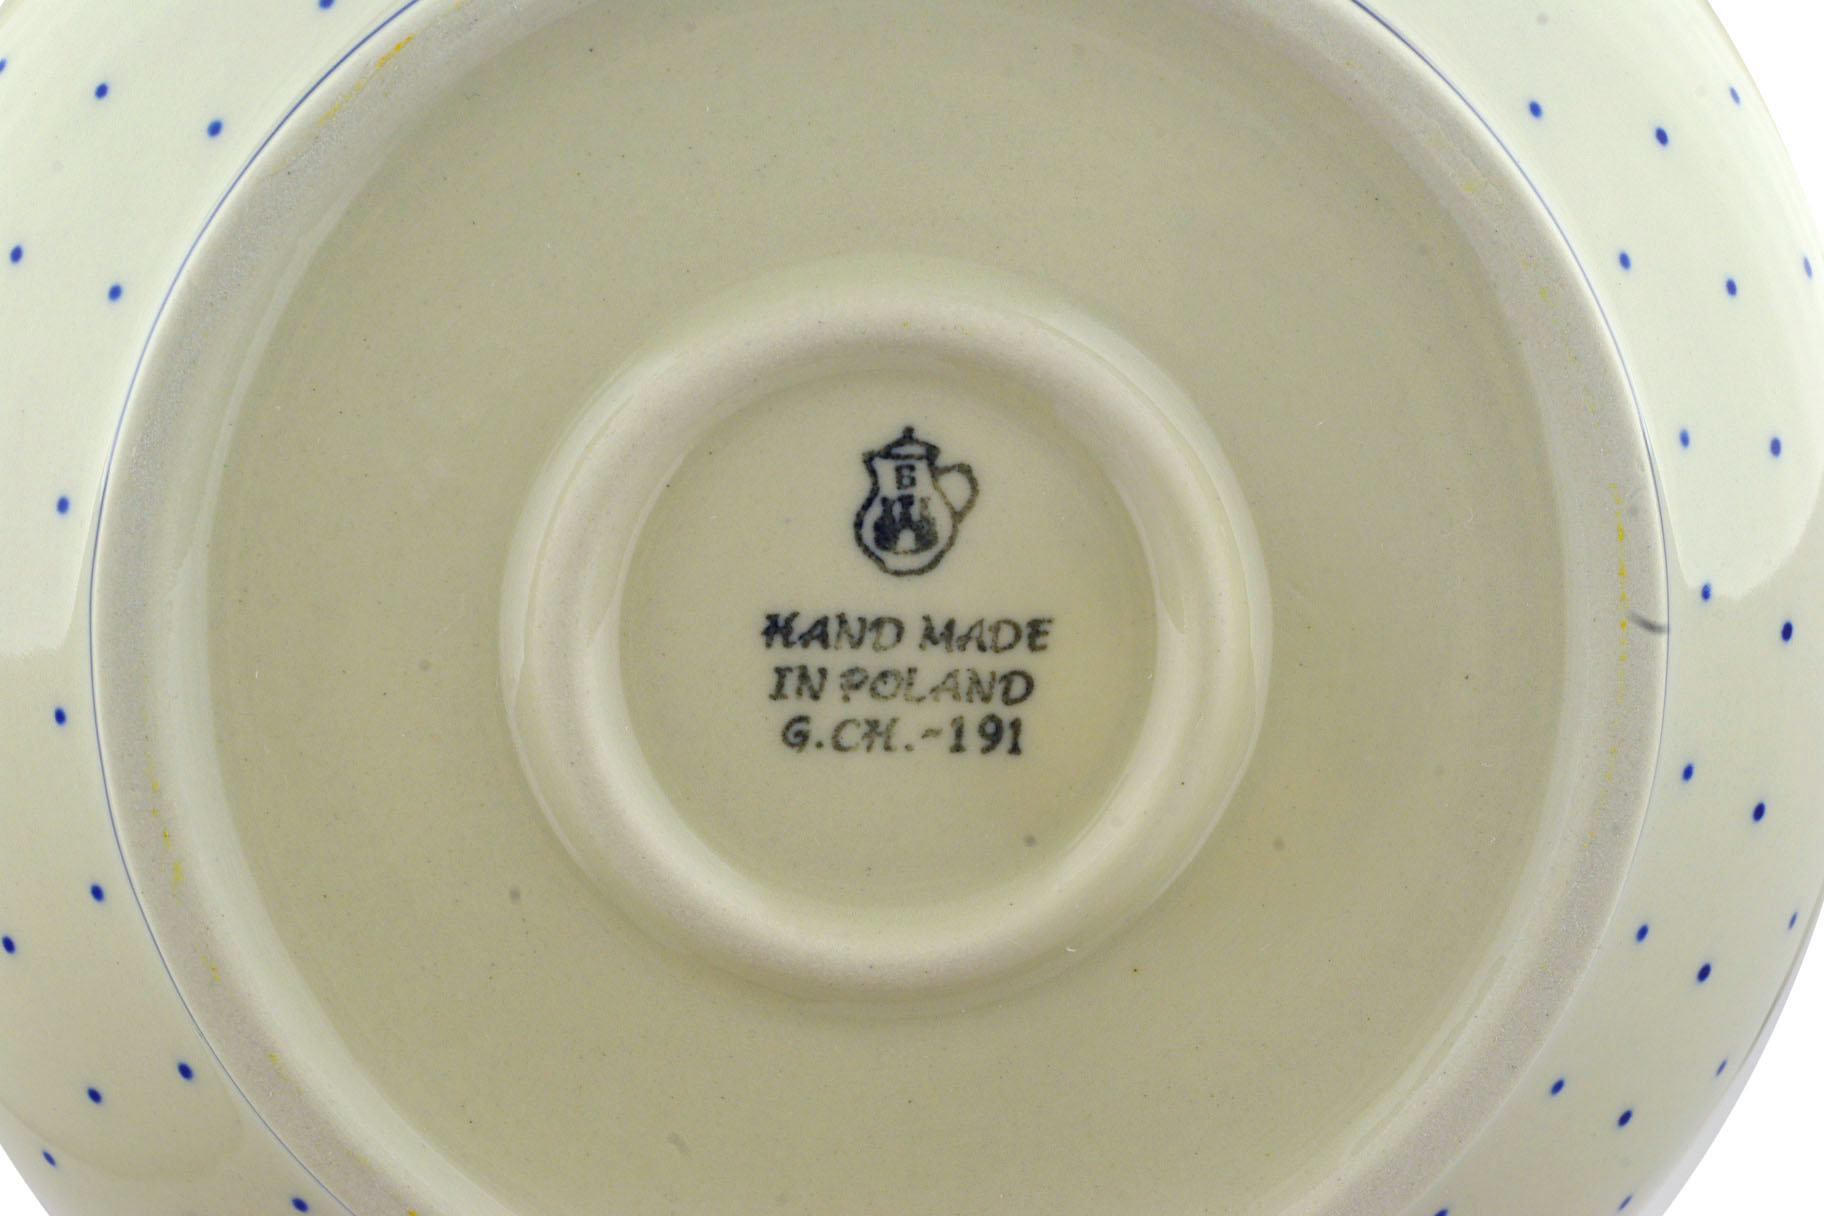 B
HAND MADE
IN POLAND
G.CH.-191